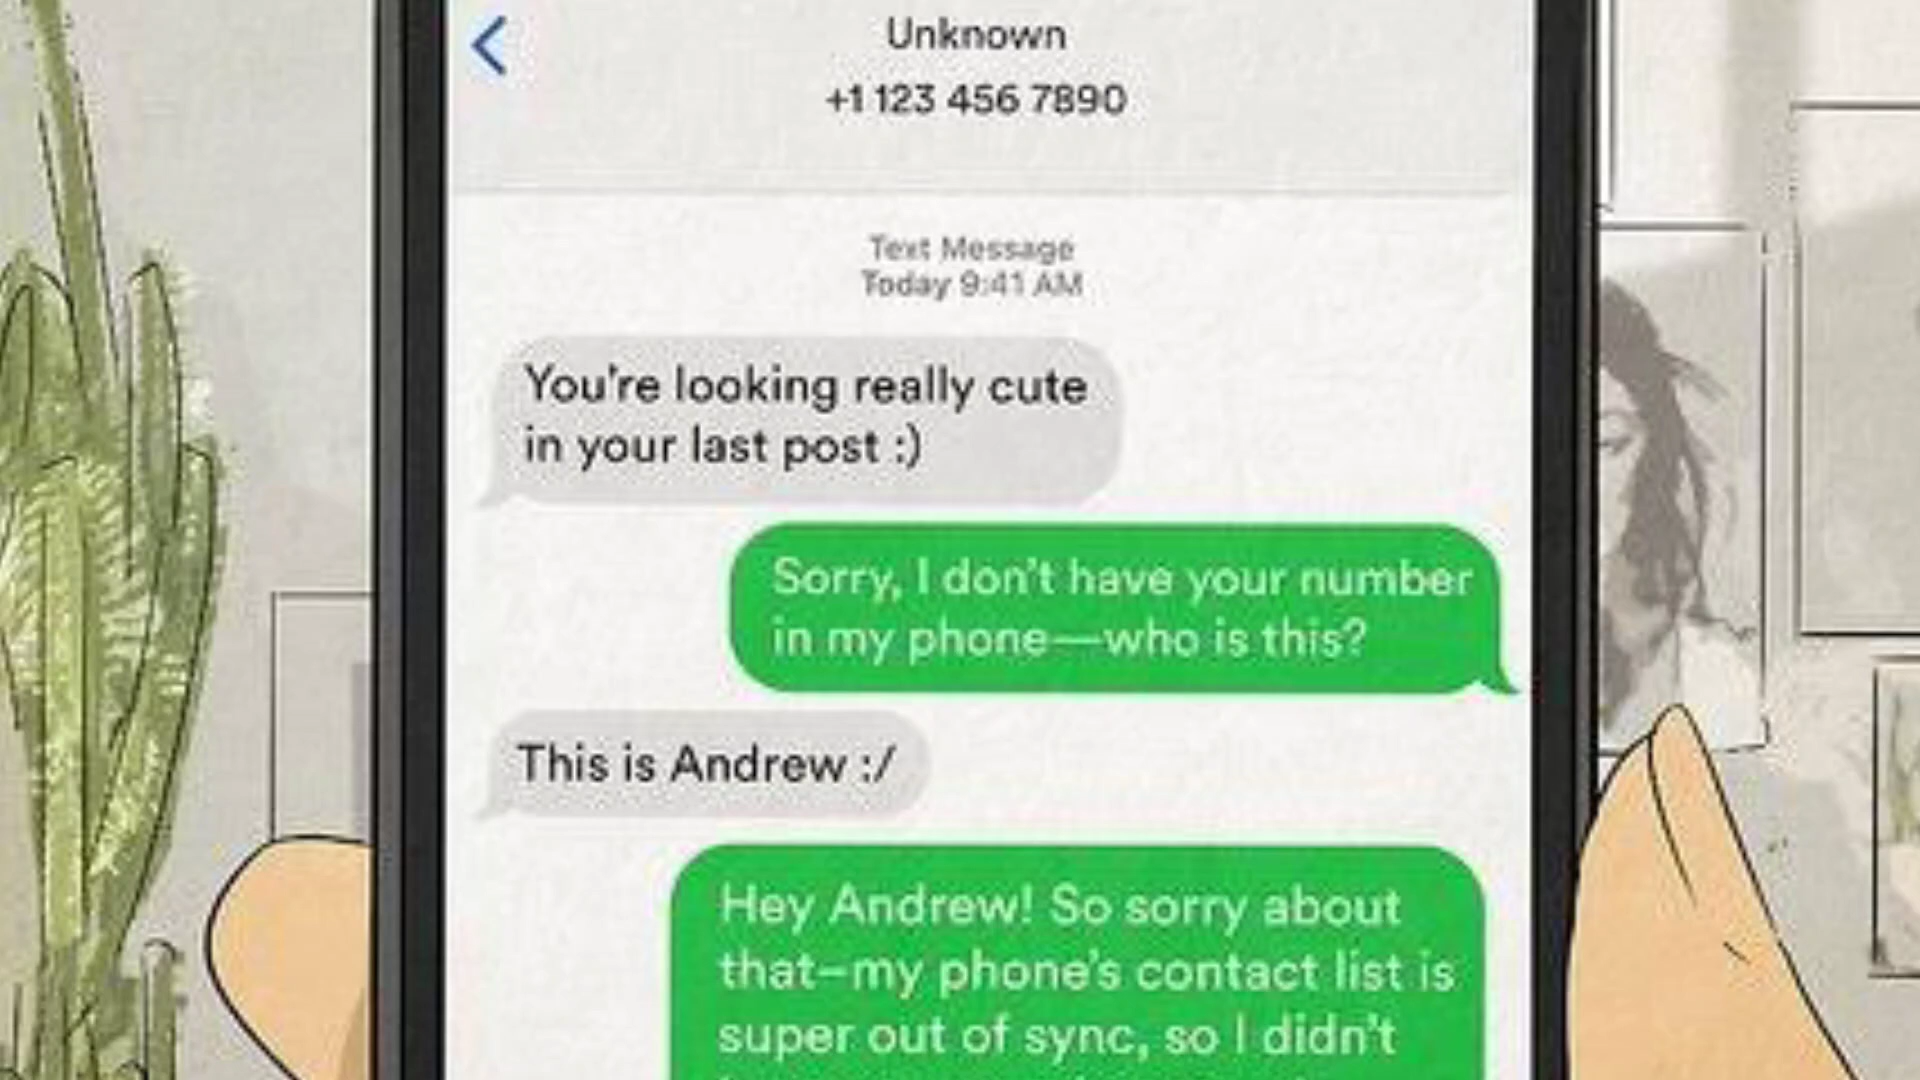 Unknown
+1 123 456 7890
Text Message
Today 9:41 AM
You're looking really cute
in your last post :)
Sorry, I don't have your number
in my phone—who is this?
This is Andrew :/
Hey Andrew! So sorry about
that—my phone's contact list is
super out of sync, so I didn't